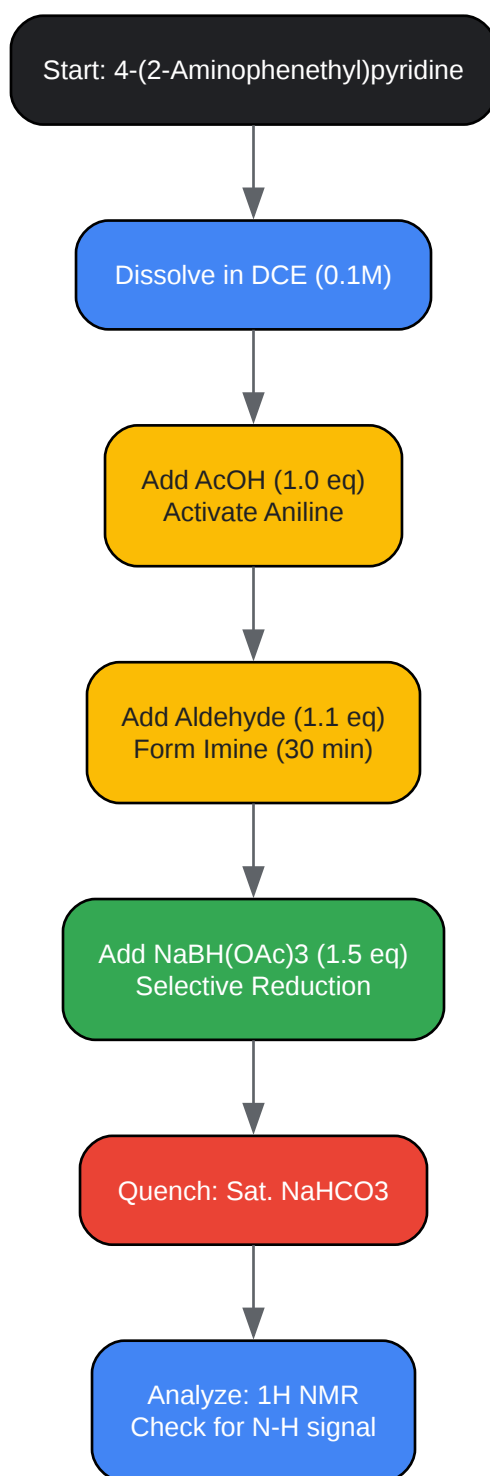 Start: 4-(2-Aminophenethyl)pyridine
Dissolve in DCE (0.1M)
Add AcOH (1.0 eq)
Activate Aniline
Add Aldehyde (1.1 eq)
Form Imine (30 min)
Add NaBH(OAc)3 (1.5 eq)
Selective Reduction
Quench: Sat. NaHCO3
Analyze: 1H NMR
Check for N-H signal